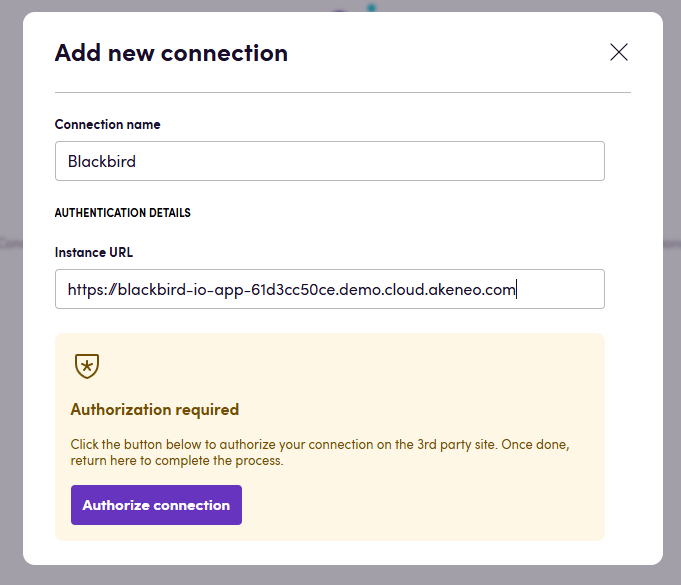 Add new connection
Connection name
Blackbird
AUTHENTICATION DETAILS
Instance URL
https://blackbird-io-app-61d3cc50ce.demo.cloud.akeneo.com
Authorization required
Click the button below to authorize your connection on the 3rd party site. Once done,
return here to complete the process.
Authorize connection